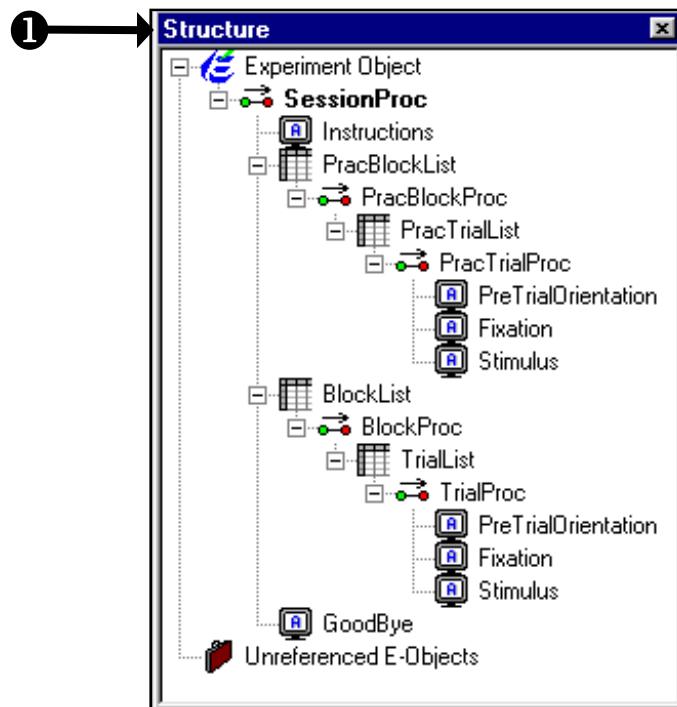 ❶
Structure
Experiment Object
SessionProc
Instructions
PracBlockList
PracBlockProc
PracTrialList
PracTrialProc
PreTrialOrientation
Fixation
Stimulus
BlockList
BlockProc
TrialList
TrialProc
PreTrialOrientation
Fixation
Stimulus
GoodBye
Unreferenced E-Objects